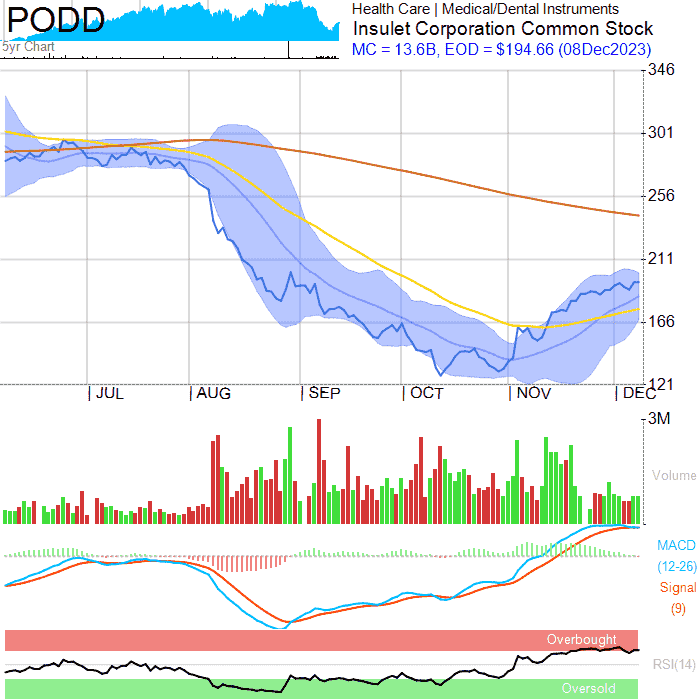 PODD
5yr Chart
Health Care | Medical/Dental Instruments
Insulet Corporation Common Stock
MC = 13.6B, EOD = $194.66 (08Dec2023)
346
301
256
211
166
121
| JUL | AUG | SEP | OCT | NOV | DEC
3M
Volume
MACD
(12-26)
Signal
(9)
Overbought
RSI(14)
Oversold